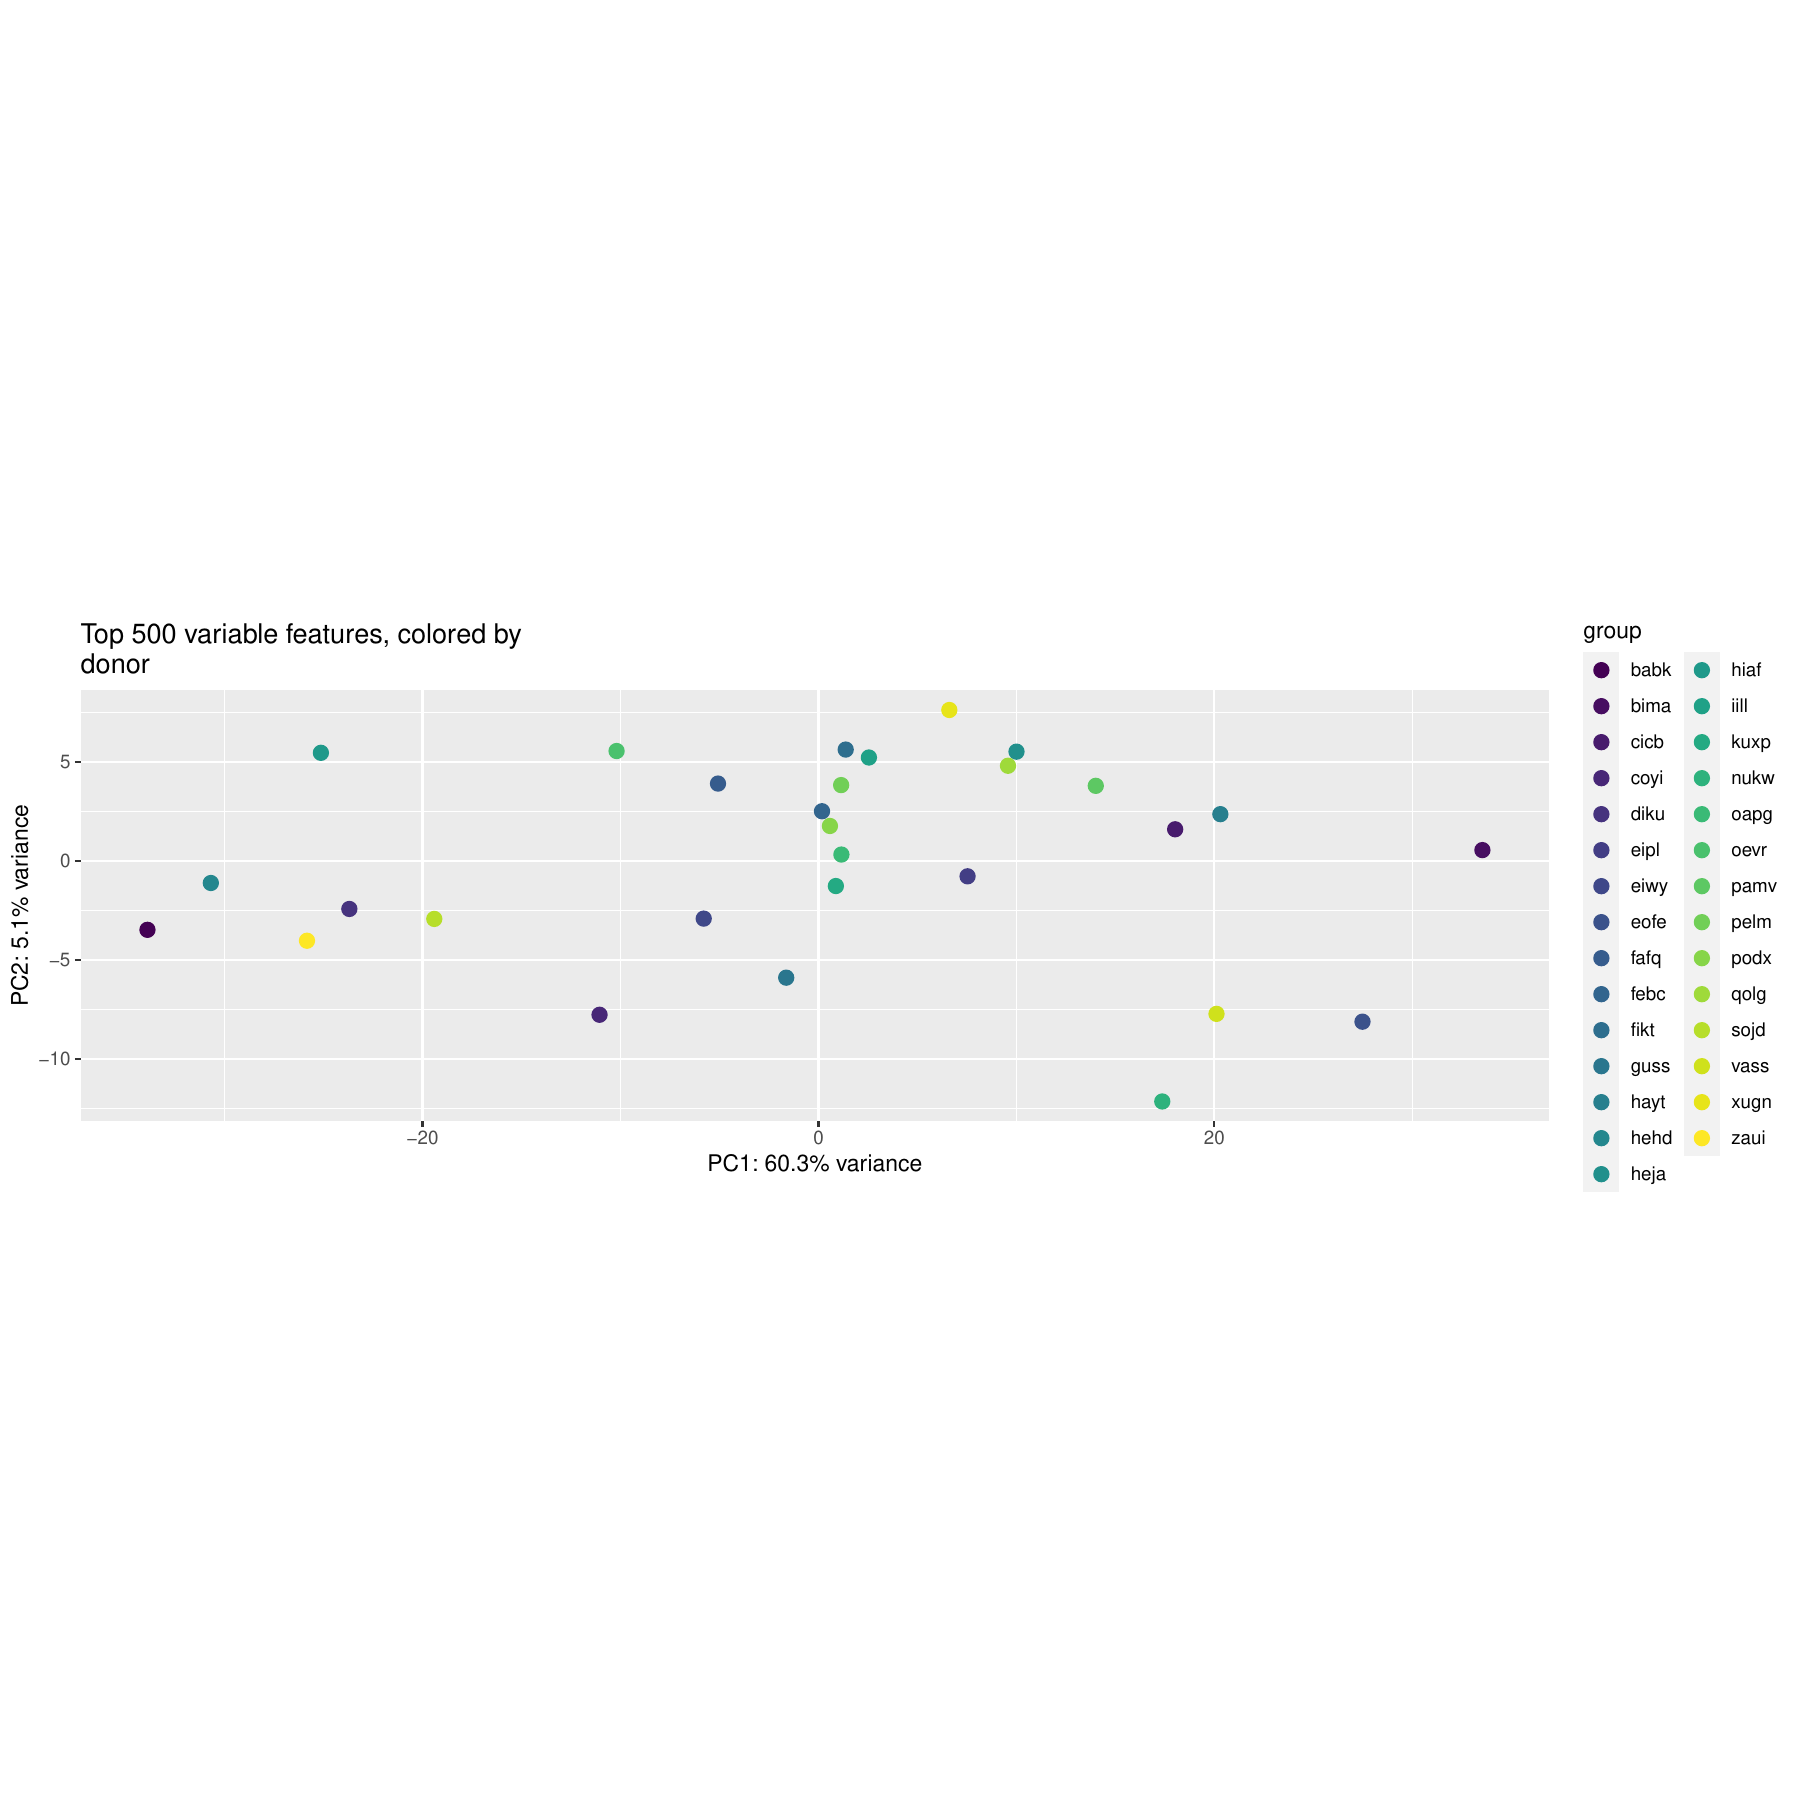 Top 500 variable features, colored by
donor
PC2: 5.1% variance
5
0
−5
−10
−20
0
20
PC1: 60.3% variance
group
babk
bima
cicb
coyi
diku
eipl
eiwy
eofe
fafq
febc
fikt
guss
hayt
hehd
heja
hiaf
iill
kuxp
nukw
oapg
oevr
pamv
pelm
podx
qolg
sojd
vass
xugn
zaui